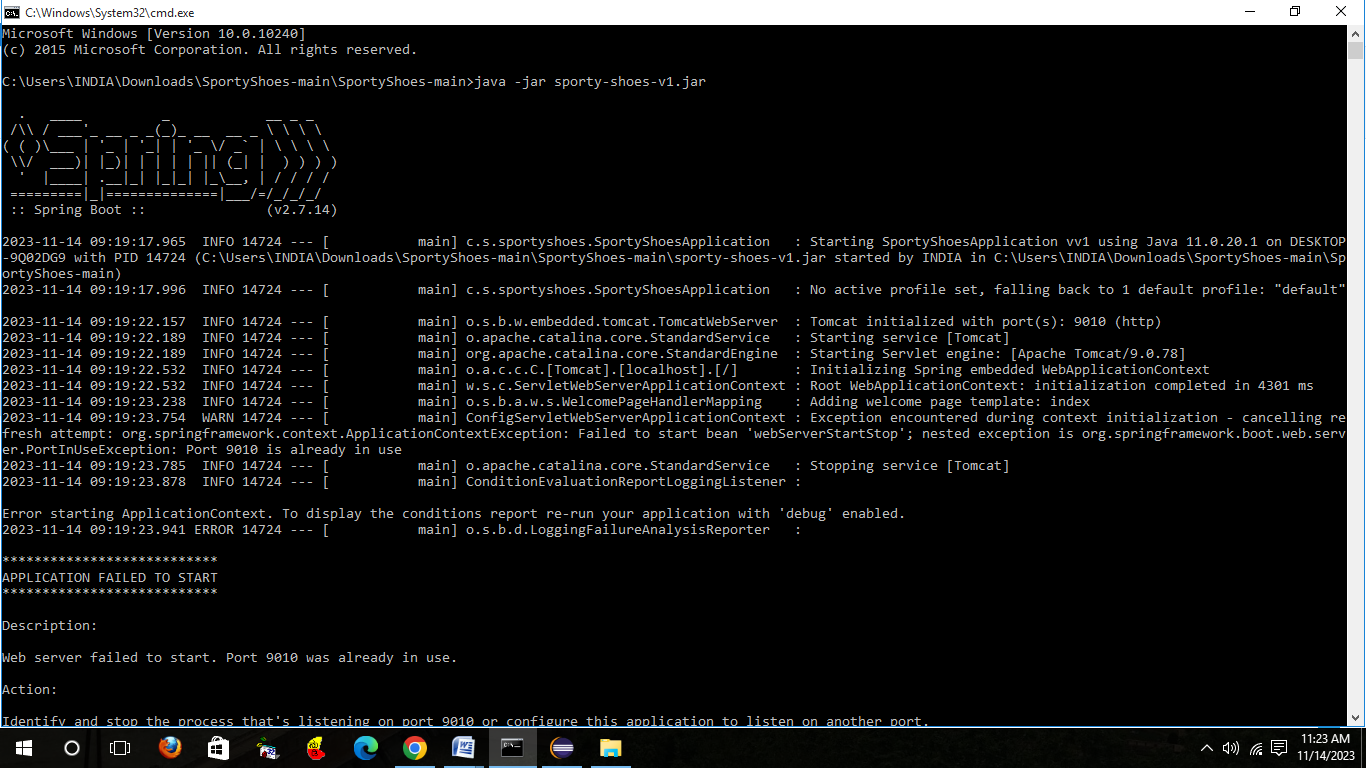 C:\Windows\System32\cmd.exe
Microsoft Windows [Version 10.0.10240]
(c) 2015 Microsoft Corporation. All rights reserved.
C:\Users\INDIA\Downloads\SportyShoes-main\SportyShoes-main>java -jar sporty-shoes-v1.jar
  .   ____          _            __ _ _
 /\\ / ___'_ __ _ _(_)_ __  __ _ \ \ \ \
( ( )\___ | '_ | '_| | '_ \/ _` | \ \ \ \
 \\/  ___)| |_)| | | | | || (_| |  ) ) ) )
  '  |____| .__|_| |_|_| |_\__, | / / / /
 =========|_|==============|___/=/_/_/_/
 :: Spring Boot ::               (v2.7.14)
2023-11-14 09:19:17.965  INFO 14724 --- [           main] c.s.sportyshoes.SportyShoesApplication   : Starting SportyShoesApplication vv1 using Java 11.0.20.1 on DESKTOP
-9Q02DG9 with PID 14724 (C:\Users\INDIA\Downloads\SportyShoes-main\SportyShoes-main\sporty-shoes-v1.jar started by INDIA in C:\Users\INDIA\Downloads\SportyShoes-main\Sp
ortyShoes-main)
2023-11-14 09:19:17.996  INFO 14724 --- [           main] c.s.sportyshoes.SportyShoesApplication   : No active profile set, falling back to 1 default profile: "default"
2023-11-14 09:19:22.157  INFO 14724 --- [           main] o.s.b.w.embedded.tomcat.TomcatWebServer  : Tomcat initialized with port(s): 9010 (http)
2023-11-14 09:19:22.189  INFO 14724 --- [           main] o.apache.catalina.core.StandardService   : Starting service [Tomcat]
2023-11-14 09:19:22.189  INFO 14724 --- [           main] org.apache.catalina.core.StandardEngine  : Starting Servlet engine: [Apache Tomcat/9.0.78]
2023-11-14 09:19:22.532  INFO 14724 --- [           main] o.a.c.c.C.[Tomcat].[localhost].[/]       : Initializing Spring embedded WebApplicationContext
2023-11-14 09:19:22.532  INFO 14724 --- [           main] w.s.c.ServletWebServerApplicationContext : Root WebApplicationContext: initialization completed in 4301 ms
2023-11-14 09:19:23.238  INFO 14724 --- [           main] o.s.b.a.w.s.WelcomePageHandlerMapping    : Adding welcome page template: index
2023-11-14 09:19:23.754  WARN 14724 --- [           main] ConfigServletWebServerApplicationContext : Exception encountered during context initialization - cancelling re
fresh attempt: org.springframework.context.ApplicationContextException: Failed to start bean 'webServerStartStop'; nested exception is org.springframework.boot.web.serv
er.PortInUseException: Port 9010 is already in use
2023-11-14 09:19:23.785  INFO 14724 --- [           main] o.apache.catalina.core.StandardService   : Stopping service [Tomcat]
2023-11-14 09:19:23.878  INFO 14724 --- [           main] ConditionEvaluationReportLoggingListener :
Error starting ApplicationContext. To display the conditions report re-run your application with 'debug' enabled.
2023-11-14 09:19:23.941 ERROR 14724 --- [           main] o.s.b.d.LoggingFailureAnalysisReporter   :
***************************
APPLICATION FAILED TO START
***************************
Description:
Web server failed to start. Port 9010 was already in use.
Action:
Identify and stop the process that's listening on port 9010 or configure this application to listen on another port.
11:23 AM
11/14/2023